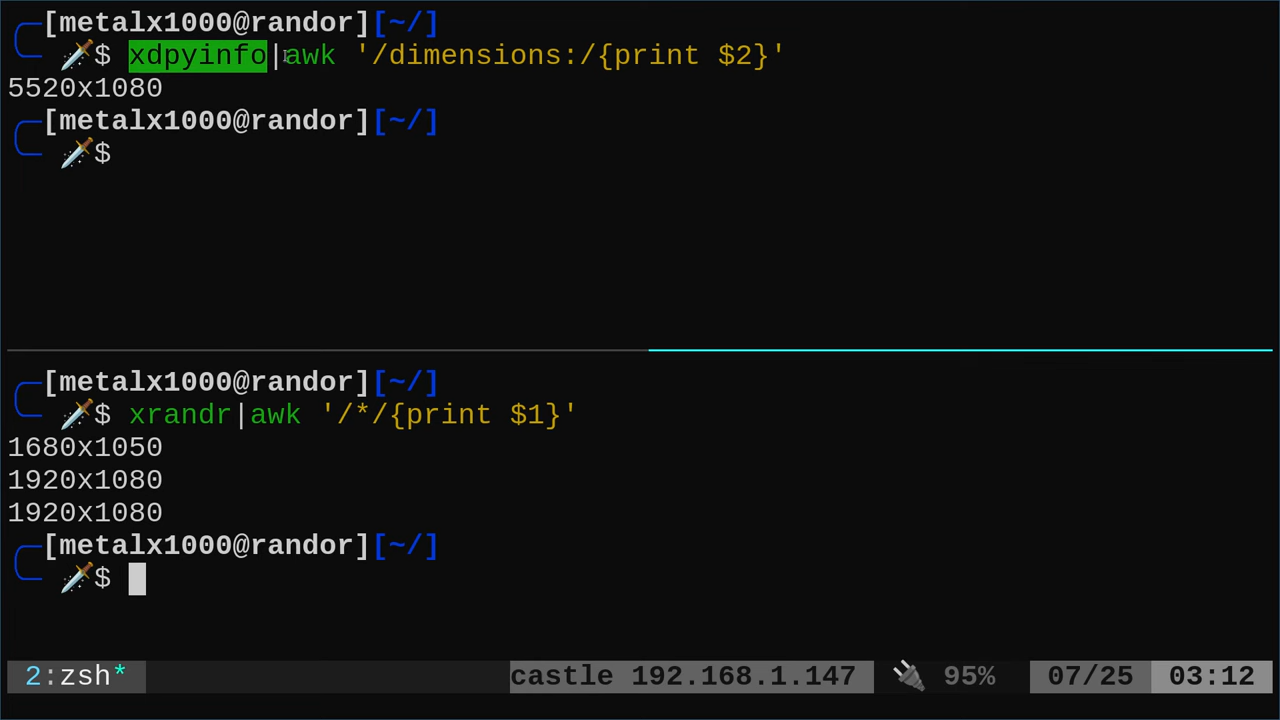 [metalx1000@randor][~/]
$ xdpyinfo|awk '/dimensions:/{print $2}'
5520x1080
[metalx1000@randor][~/]
$
[metalx1000@randor][~/]
$ xrandr|awk '/*/{print $1}'
1680x1050
1920x1080
1920x1080
[metalx1000@randor][~/]
$
2:zsh* castle 192.168.1.147 95% 07/25 03:12